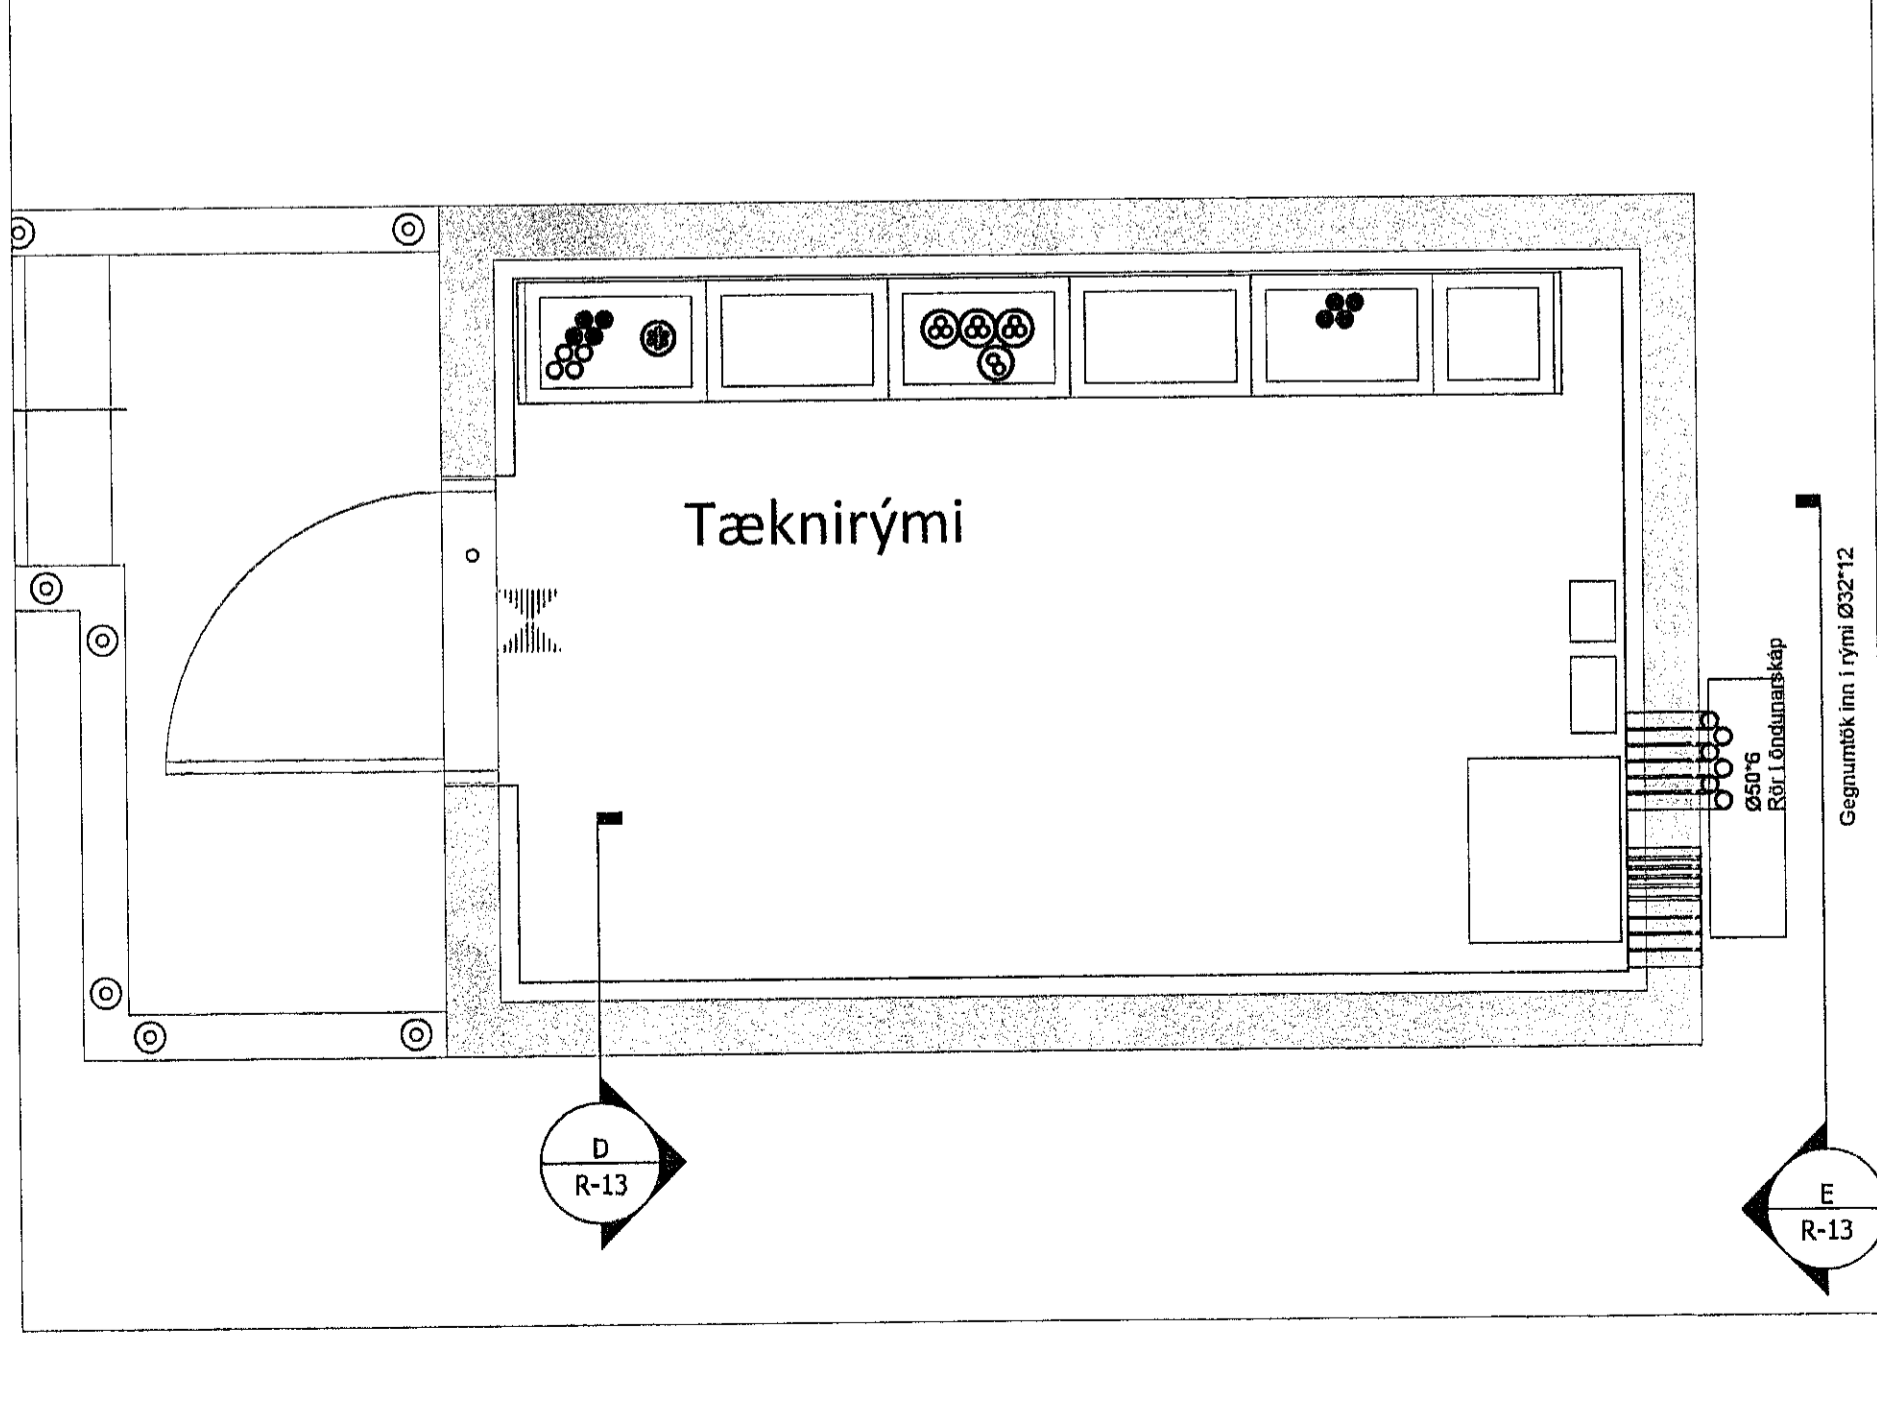 Tæknirými
Gegnumtök inn í rými Ø32*12
Ø50*6
Rör í öndunarskáp
D
R-13
E
R-13